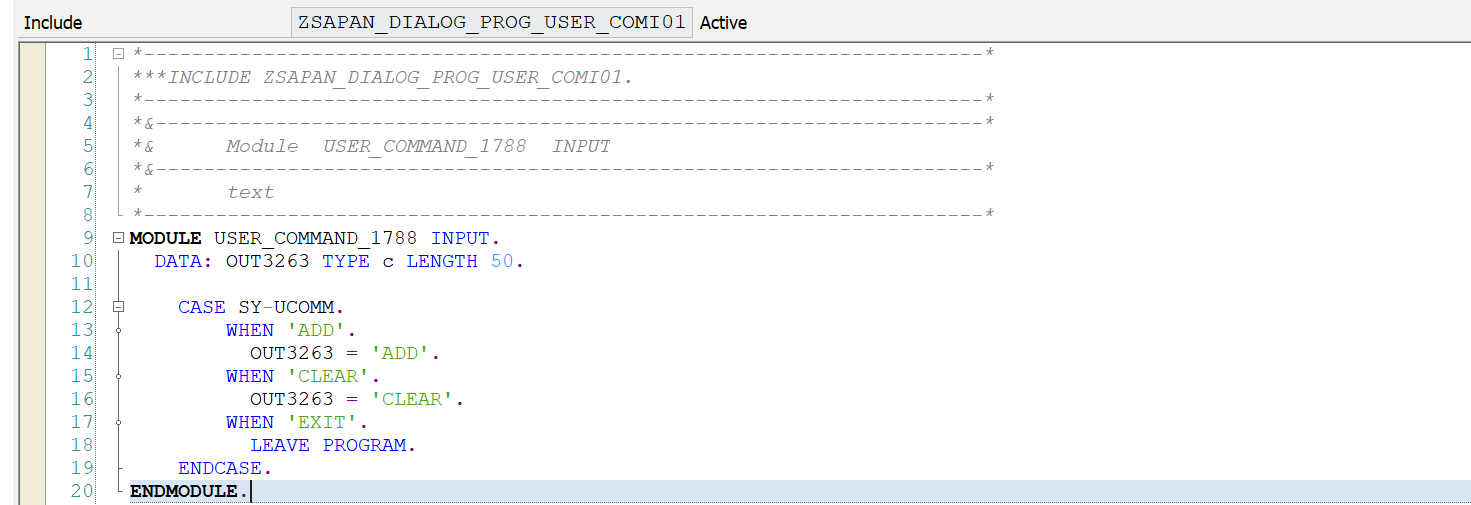 Include ZSAPAN_DIALOG_PROG_USER_COMI01 Active
1 *----------------------------------------------------------------------*
2 ***INCLUDE ZSAPAN_DIALOG_PROG_USER_COMI01.
3 *----------------------------------------------------------------------*
4 *&---------------------------------------------------------------------*
5 *&      Module  USER_COMMAND_1788  INPUT
6 *&---------------------------------------------------------------------*
7 *       text
8 *----------------------------------------------------------------------*
9 MODULE USER_COMMAND_1788 INPUT.
10   DATA: OUT3263 TYPE c LENGTH 50.
11
12     CASE SY-UCOMM.
13         WHEN 'ADD'.
14           OUT3263 = 'ADD'.
15         WHEN 'CLEAR'.
16           OUT3263 = 'CLEAR'.
17         WHEN 'EXIT'.
18           LEAVE PROGRAM.
19     ENDCASE.
20 ENDMODULE.